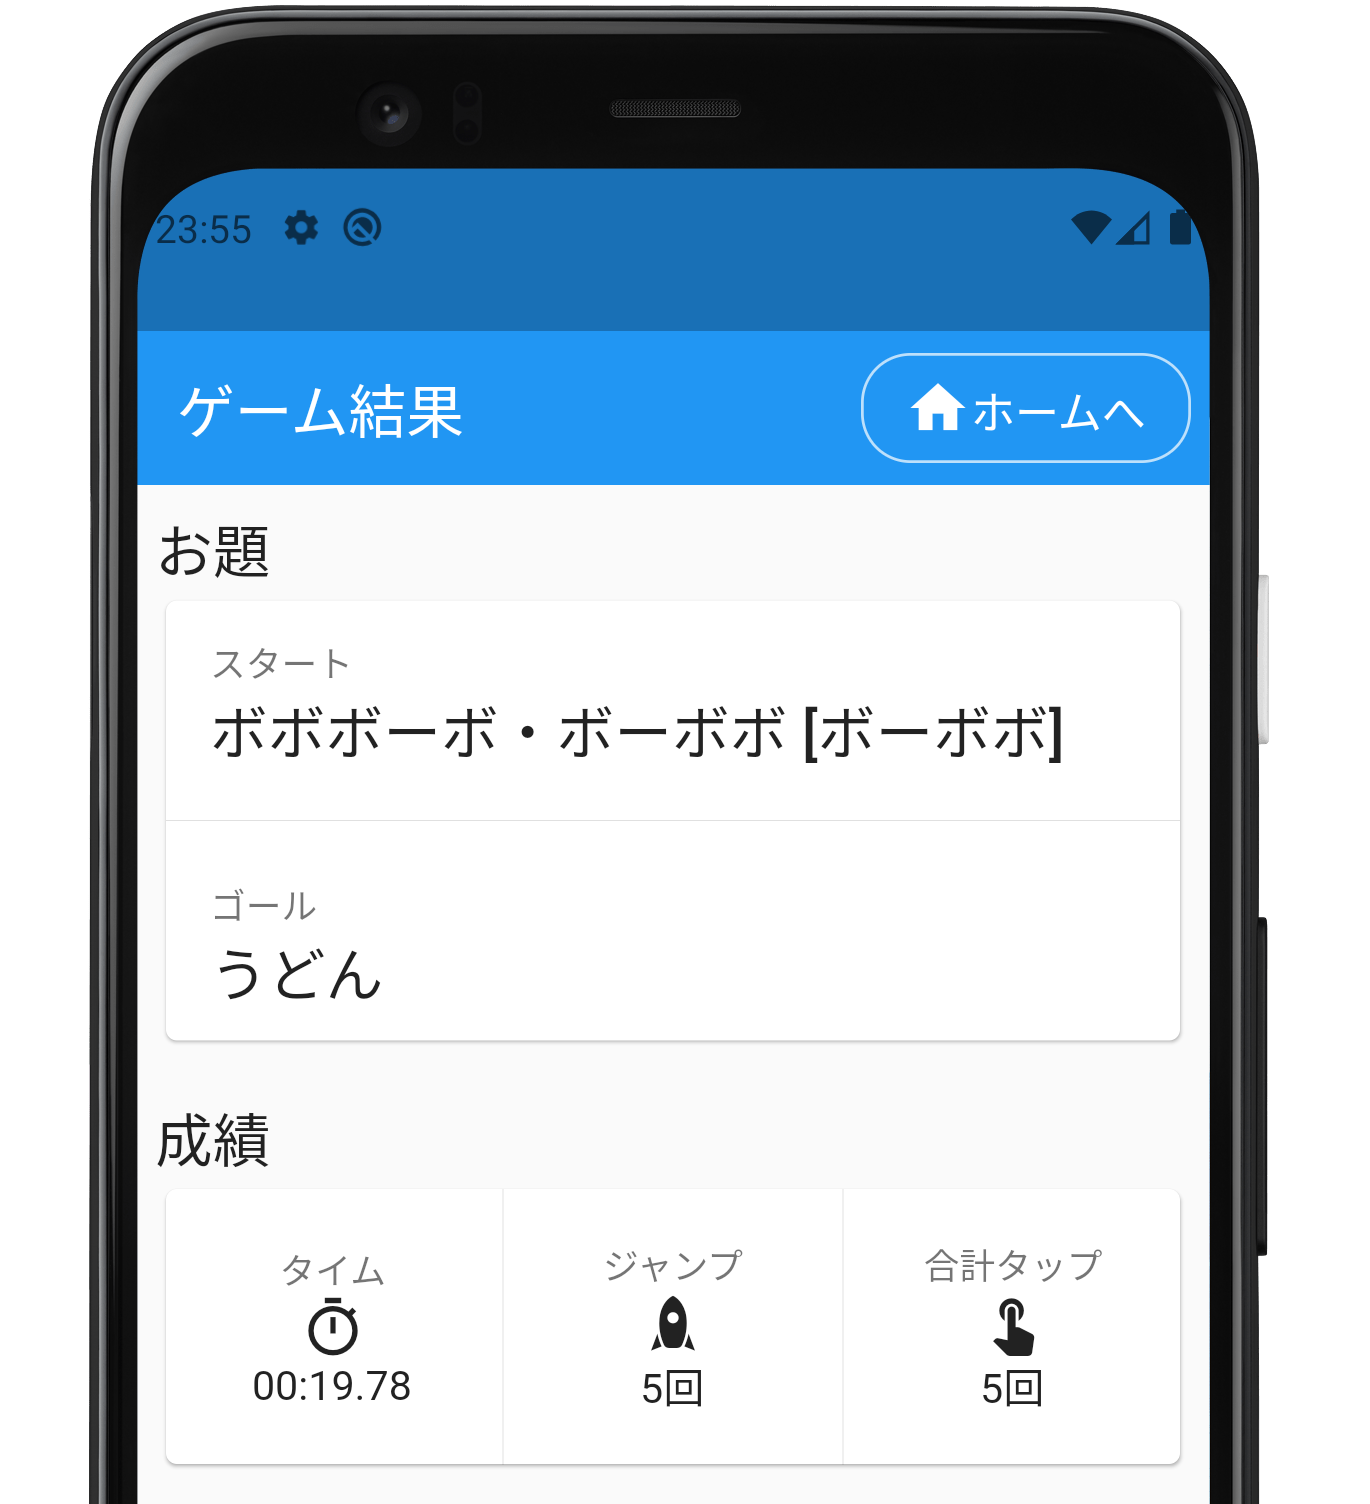 23:55
ゲーム結果
ホームへ
お題
スタート
ボボボーボ・ボーボボ [ボーボボ]
ゴール
うどん
成績
タイム
ジャンプ
合計タップ
00:19.78
5回
5回